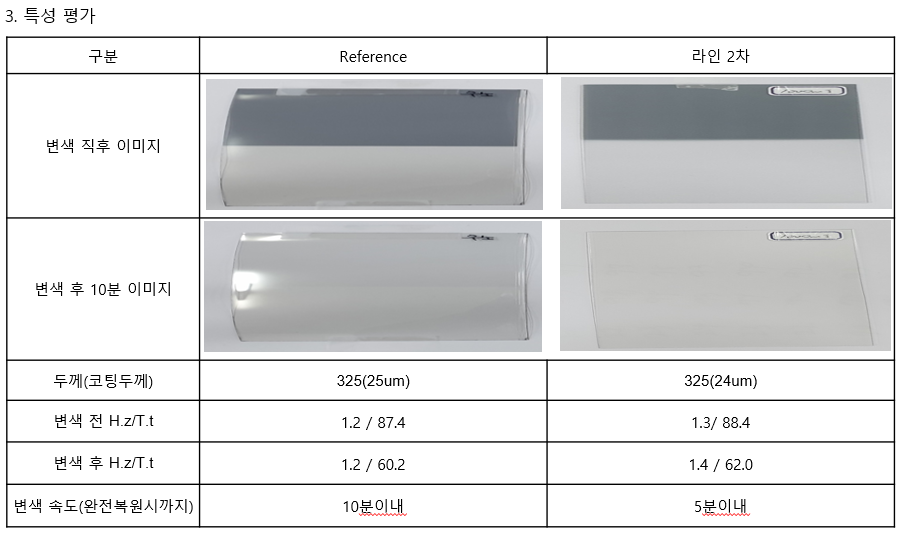 3. 특성 평가
구분 Reference 라인 2차
변색 직후 이미지
변색 후 10분 이미지
두께(코팅두께) 325(25um) 325(24um)
변색 전 H.z/T.t 1.2 / 87.4 1.3/ 88.4
변색 후 H.z/T.t 1.2 / 60.2 1.4 / 62.0
변색 속도(완전복원시까지) 10분이내 5분이내